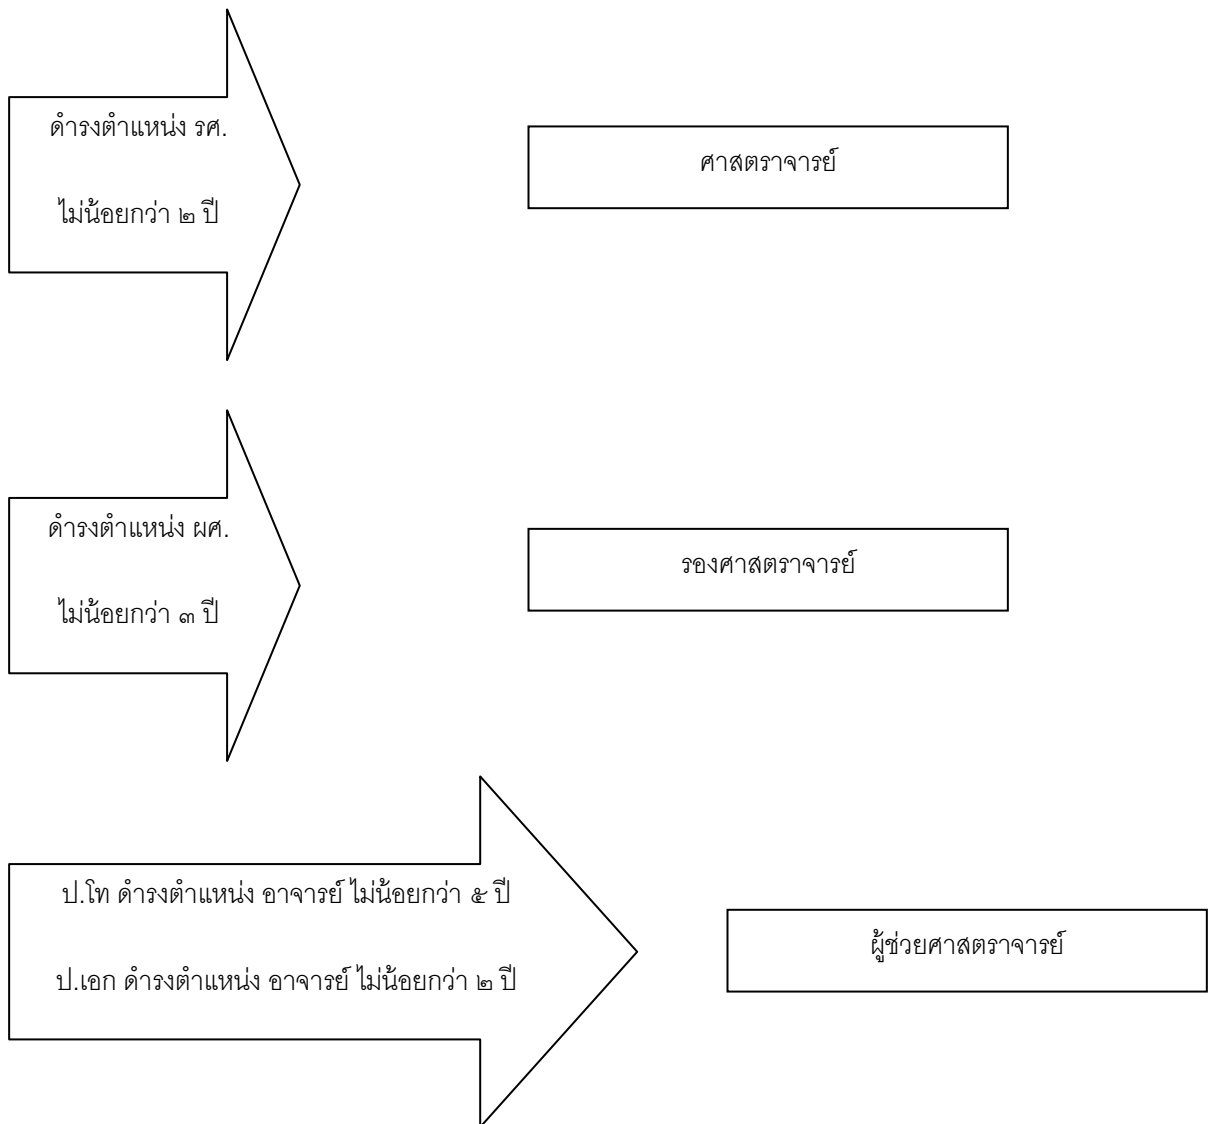 ดำรงตำแหน่ง รศ.
ไม่น้อยกว่า ๒ ปี
ศาสตราจารย์
ดำรงตำแหน่ง ผศ.
ไม่น้อยกว่า ๓ ปี
รองศาสตราจารย์
ป.โท ดำรงตำแหน่ง อาจารย์ ไม่น้อยกว่า ๕ ปี
ป.เอก ดำรงตำแหน่ง อาจารย์ ไม่น้อยกว่า ๒ ปี
ผู้ช่วยศาสตราจารย์